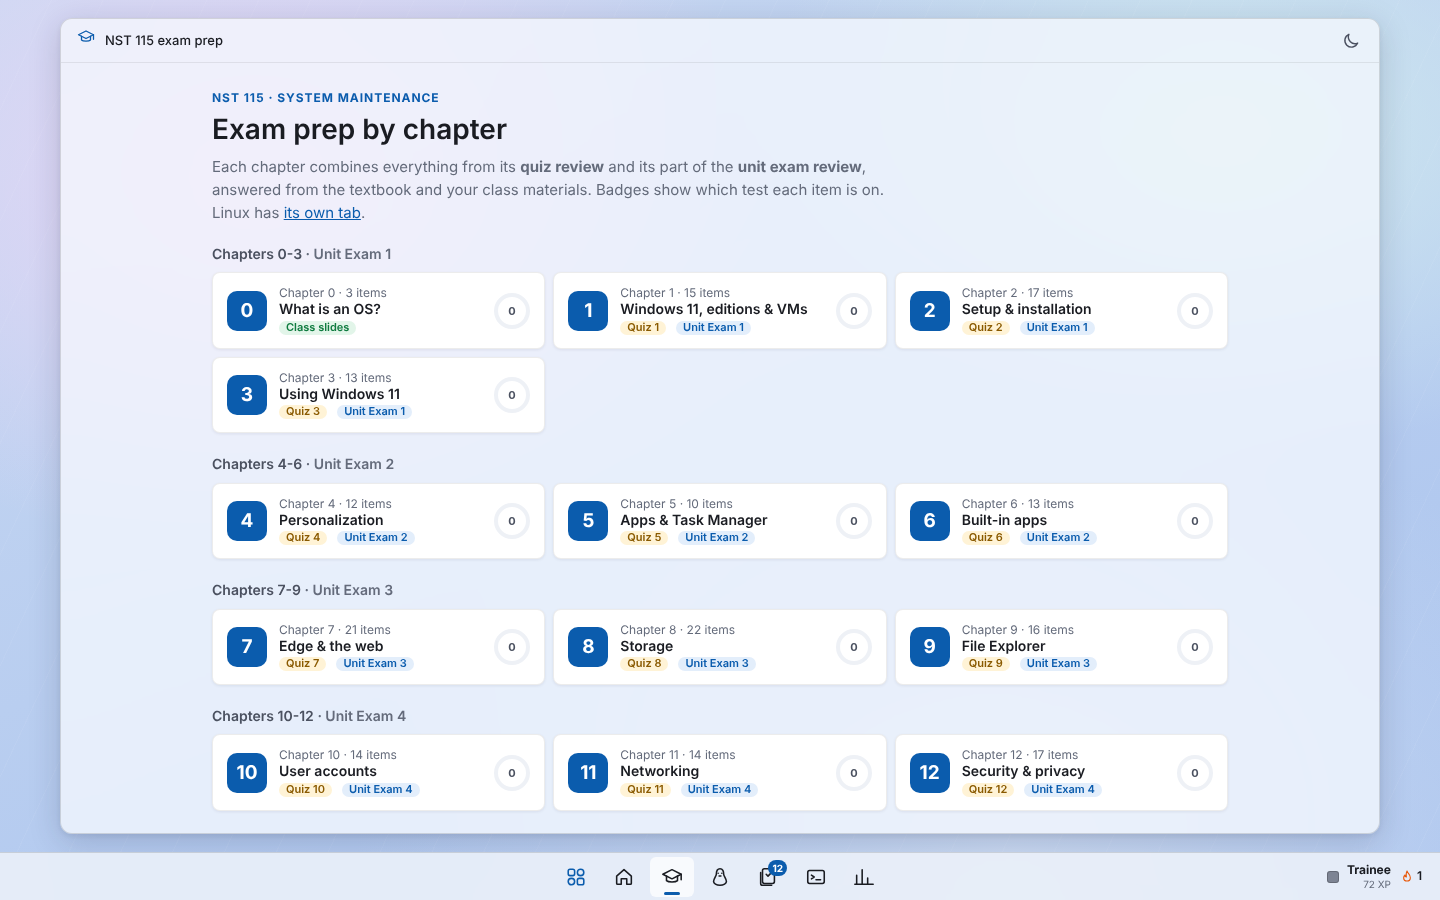 NST 115 exam prep
NST 115 · SYSTEM MAINTENANCE
Exam prep by chapter
Each chapter combines everything from its quiz review and its part of the unit exam review,
answered from the textbook and your class materials. Badges show which test each item is on.
Linux has its own tab.
Chapters 0-3 · Unit Exam 1
0
Chapter 0 · 3 items
What is an OS?
Class slides
0
1
Chapter 1 · 15 items
Windows 11, editions & VMs
Quiz 1 Unit Exam 1
0
2
Chapter 2 · 17 items
Setup & installation
Quiz 2 Unit Exam 1
0
3
Chapter 3 · 13 items
Using Windows 11
Quiz 3 Unit Exam 1
0
Chapters 4-6 · Unit Exam 2
4
Chapter 4 · 12 items
Personalization
Quiz 4 Unit Exam 2
0
5
Chapter 5 · 10 items
Apps & Task Manager
Quiz 5 Unit Exam 2
0
6
Chapter 6 · 13 items
Built-in apps
Quiz 6 Unit Exam 2
0
Chapters 7-9 · Unit Exam 3
7
Chapter 7 · 21 items
Edge & the web
Quiz 7 Unit Exam 3
0
8
Chapter 8 · 22 items
Storage
Quiz 8 Unit Exam 3
0
9
Chapter 9 · 16 items
File Explorer
Quiz 9 Unit Exam 3
0
Chapters 10-12 · Unit Exam 4
10
Chapter 10 · 14 items
User accounts
Quiz 10 Unit Exam 4
0
11
Chapter 11 · 14 items
Networking
Quiz 11 Unit Exam 4
0
12
Chapter 12 · 17 items
Security & privacy
Quiz 12 Unit Exam 4
0
12
Trainee
72 XP
1